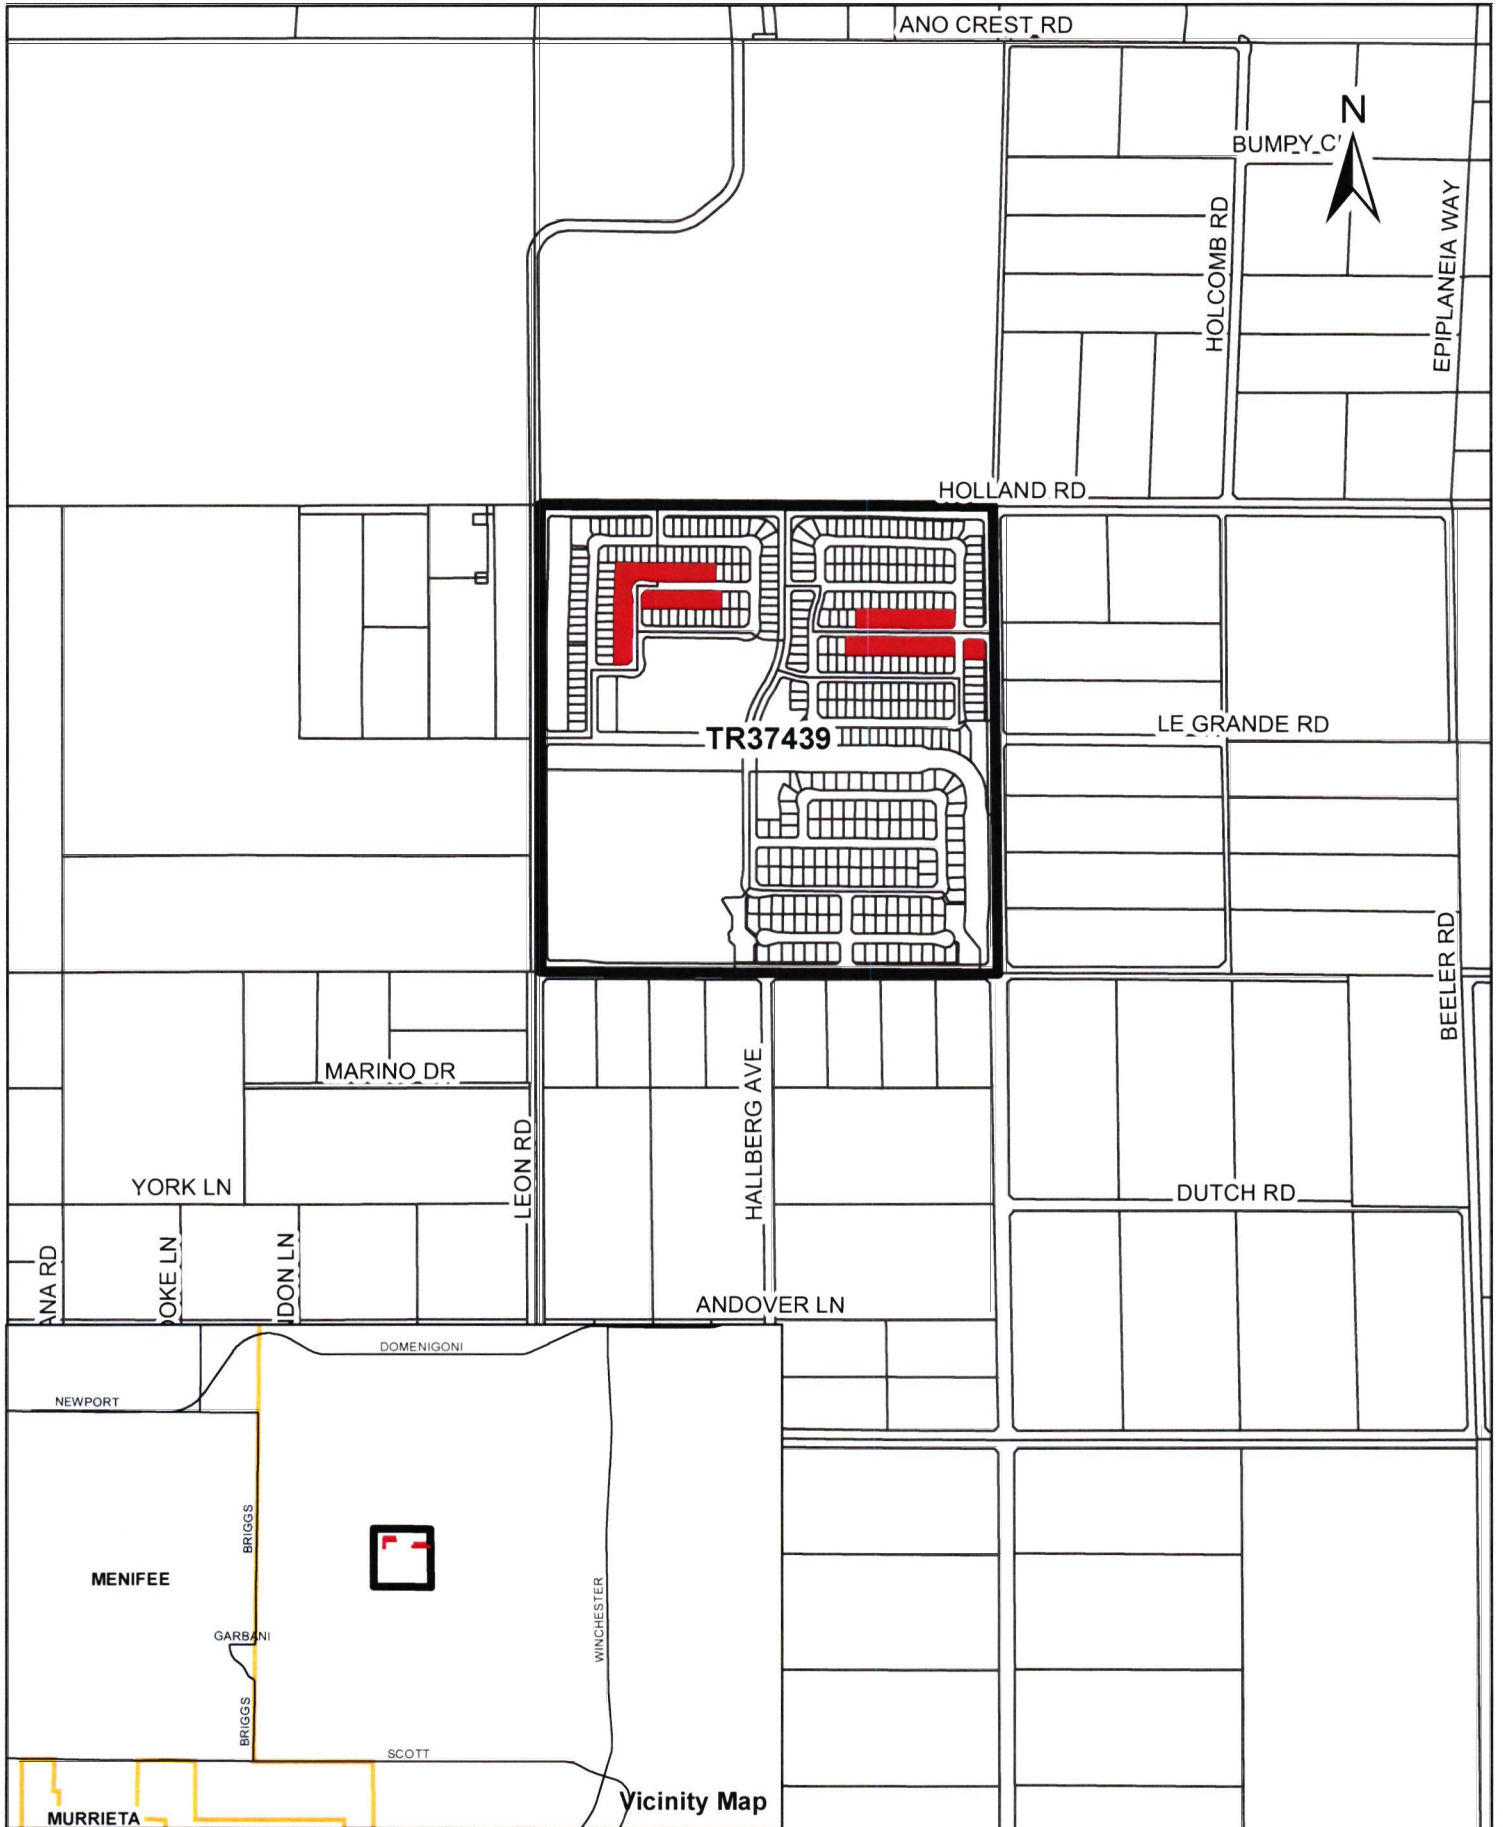 ANO CREST RD
N
BUMPY C
HOLCOMB RD
EPIPLANEIA WAY
HOLLAND RD
LE GRANDE RD
TR37439
BEELER RD
MARINO DR
HALLBERG AVE
LEON RD
YORK LN
DUTCH RD
ANA RD
OKE LN
DON LN
ANDOVER LN
DOMENIGONI
NEWPORT
BRIGGS
MENIFEE
WINCHESTER
GARBANI
BRIGGS
SCOTT
Vicinity Map
MURRIETA